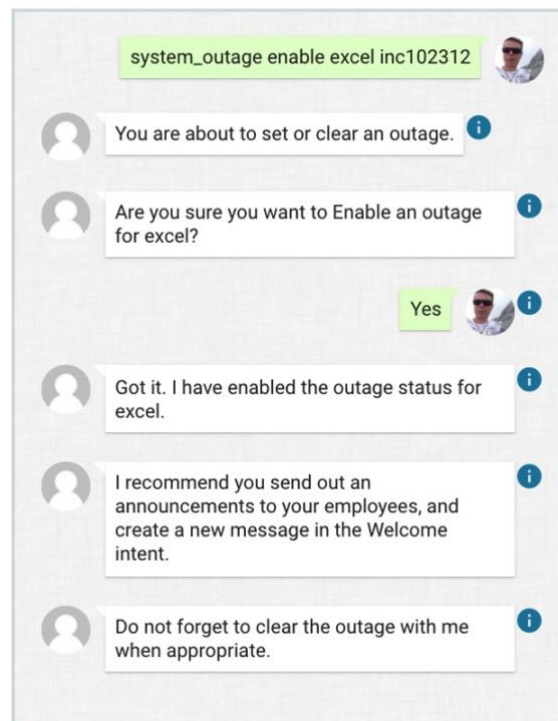 system_outage enable excel inc102312
You are about to set or clear an outage.
Are you sure you want to Enable an outage
for excel?
Yes
Got it. I have enabled the outage status for
excel.
I recommend you send out an
announcements to your employees, and
create a new message in the Welcome
intent.
Do not forget to clear the outage with me
when appropriate.